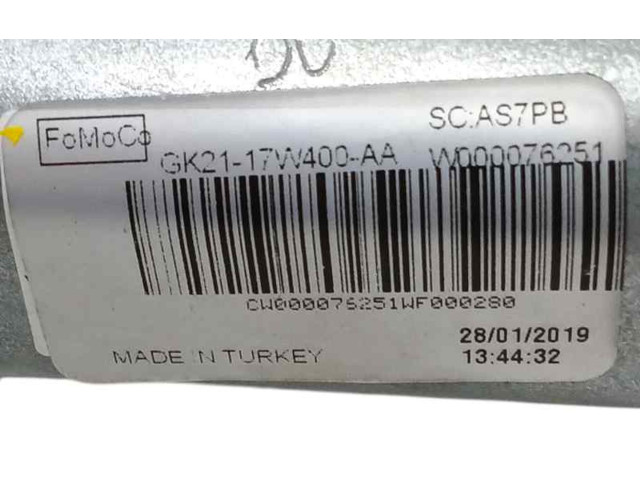 FoMoCo
SC:AS7PB
GK21-17W400-AA W000076251
CW000076251WF000280
MADE IN TURKEY
28/01/2019
13:44:32